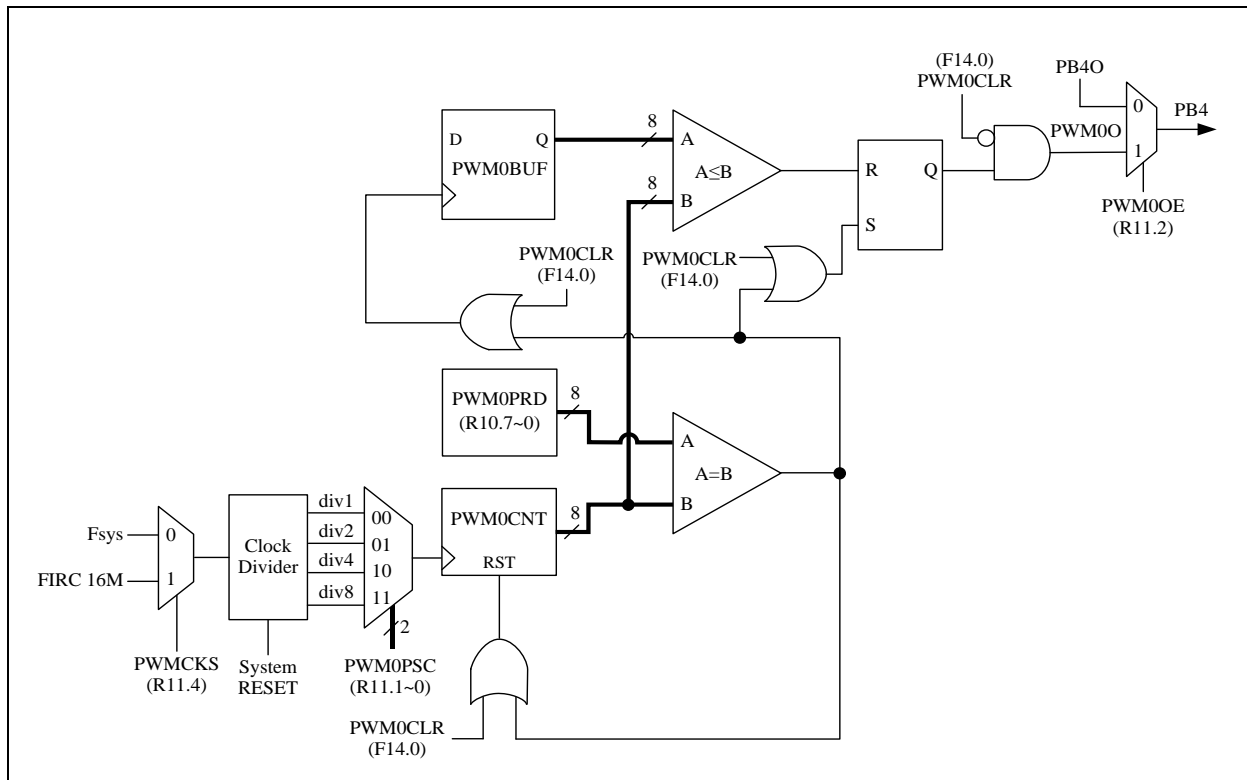 (F14.0)
PWM0CLR
PB4O
0
PB4
PWM0O
1
PWM0OE
(R11.2)
8
D
Q
PWM0BUF
A
A≤B
8
B
R
Q
S
PWM0CLR
(F14.0)
PWM0CLR
(F14.0)
PWM0PRD
(R10.7~0)
8
A
A=B
B
PWM0CNT
RST
8
Fsys
0
FIRC 16M
1
Clock
Divider
div1
div2
div4
div8
00
01
10
11
2
PWMCKS
(R11.4)
System
RESET
PWM0PSC
(R11.1~0)
PWM0CLR
(F14.0)